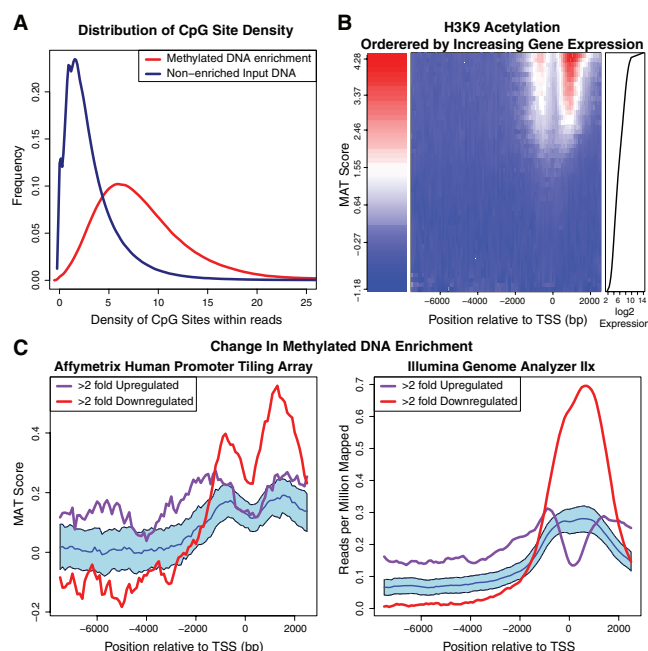 A
Distribution of CpG Site Density
Methylated DNA enrichment
Non-enriched Input DNA
Frequency
0.00
0.05
0.10
0.15
0.20
0
5
10
15
20
25
Density of CpG Sites within reads
B
H3K9 Acetylation
Orderered by Increasing Gene Expression
MAT Score
4.28
3.37
2.46
1.55
0.64
-0.27
-1.18
-6000
-4000
-2000
0
2000
Position relative to TSS (bp)
2 6 10 14
log2
Expression
C
Change In Methylated DNA Enrichment
Affymetrix Human Promoter Tiling Array
>2 fold Upregulated
>2 fold Downregulated
MAT Score
0.4
0.2
0.0
-0.2
-6000
-4000
-2000
0
2000
Position relative to TSS (bp)
Illumina Genome Analyzer IIx
>2 fold Upregulated
>2 fold Downregulated
Reads per Million Mapped
0.7
0.6
0.5
0.4
0.3
0.2
0.1
0.0
-6000
-4000
-2000
0
2000
Position relative to TSS